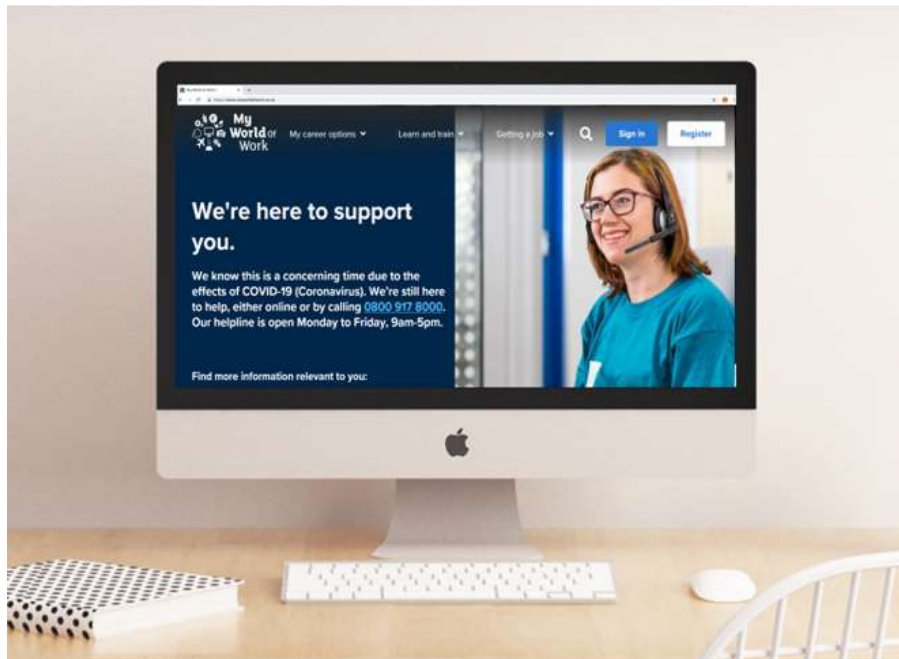 My
World Of
Work
My career options
Learn and train
Getting a job
Sign in
Register
We're here to support
you.
We know this is a concerning time due to the
effects of COVID-19 (Coronavirus). We're still here
to help, either online or by calling 0800 917 8000.
Our helpline is open Monday to Friday, 9am-5pm.
Find more information relevant to you: